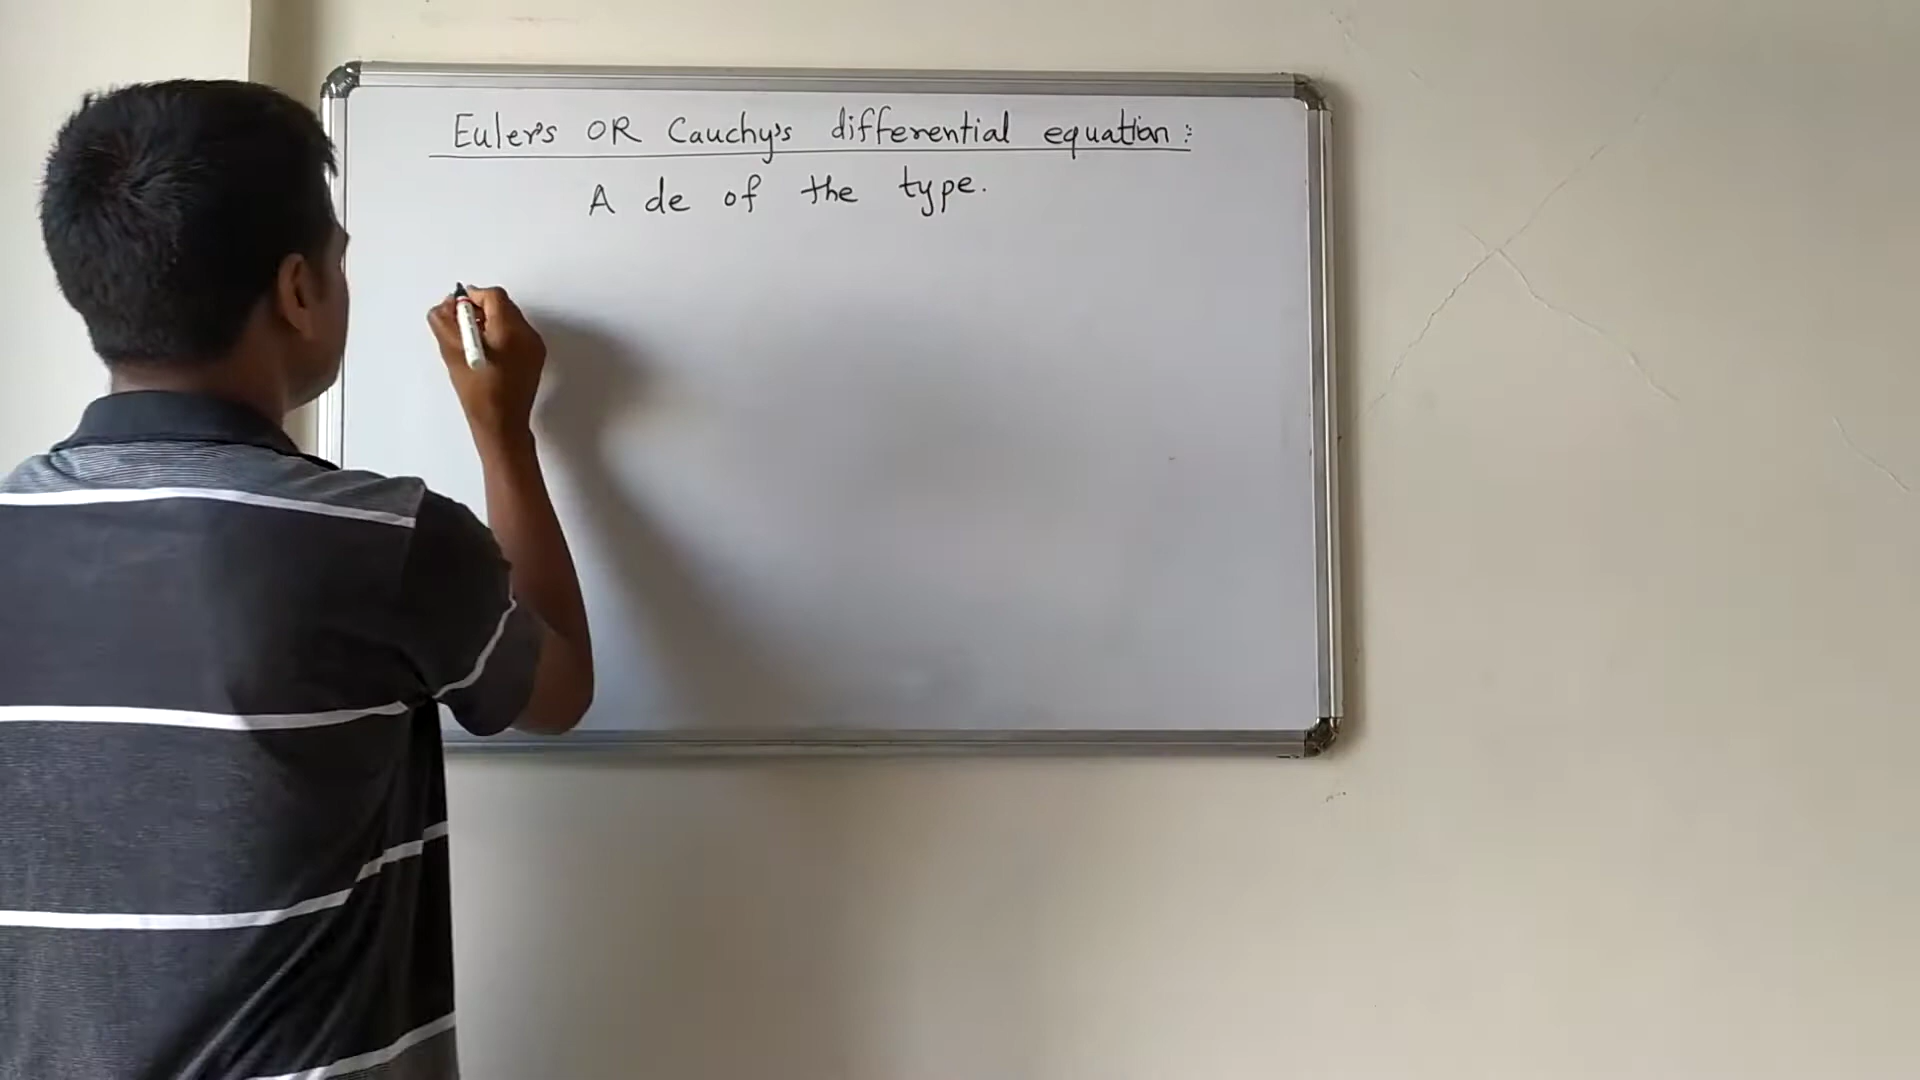 Euler's OR Cauchy's differential equation:
A de of the type.